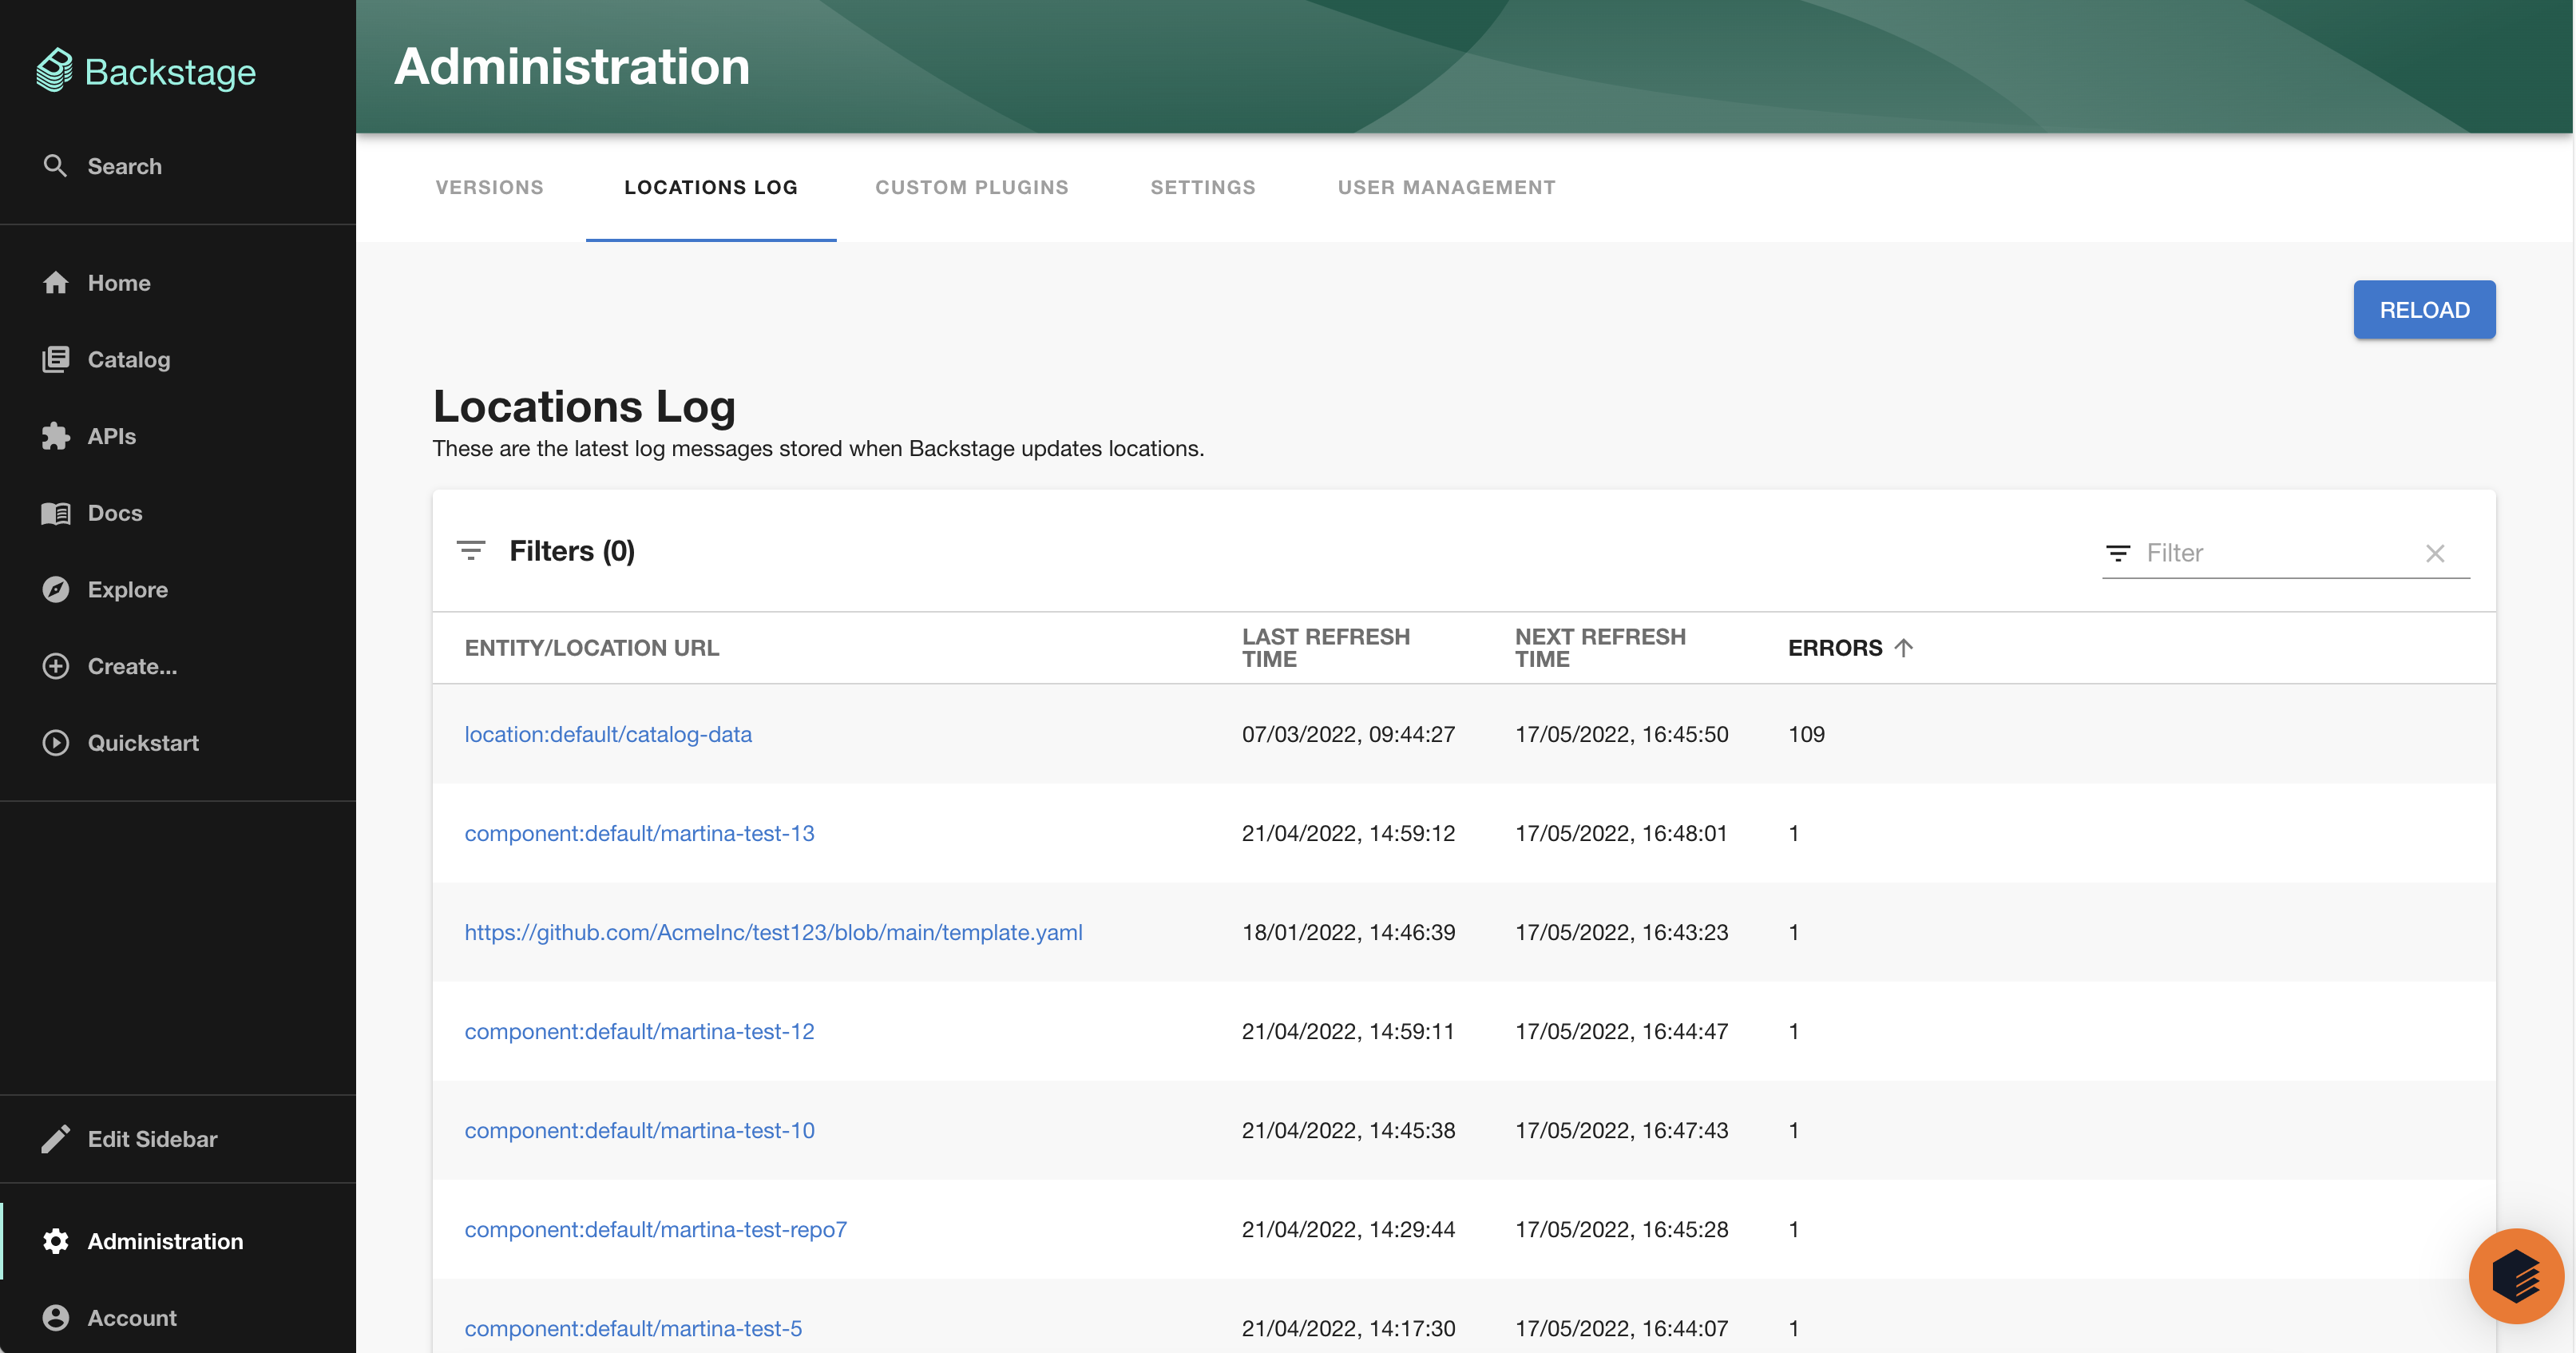 Backstage
Search
Home
Catalog
APIs
Docs
Explore
Create...
Quickstart
Edit Sidebar
Administration
Account
Administration
VERSIONS LOCATIONS LOG CUSTOM PLUGINS SETTINGS USER MANAGEMENT
RELOAD
Locations Log
These are the latest log messages stored when Backstage updates locations.
Filters (0) Filter
ENTITY/LOCATION URL LAST REFRESH TIME NEXT REFRESH TIME ERRORS
location:default/catalog-data 07/03/2022, 09:44:27 17/05/2022, 16:45:50 109
component:default/martina-test-13 21/04/2022, 14:59:12 17/05/2022, 16:48:01 1
https://github.com/AcmeInc/test123/blob/main/template.yaml 18/01/2022, 14:46:39 17/05/2022, 16:43:23 1
component:default/martina-test-12 21/04/2022, 14:59:11 17/05/2022, 16:44:47 1
component:default/martina-test-10 21/04/2022, 14:45:38 17/05/2022, 16:47:43 1
component:default/martina-test-repo7 21/04/2022, 14:29:44 17/05/2022, 16:45:28 1
component:default/martina-test-5 21/04/2022, 14:17:30 17/05/2022, 16:44:07 1